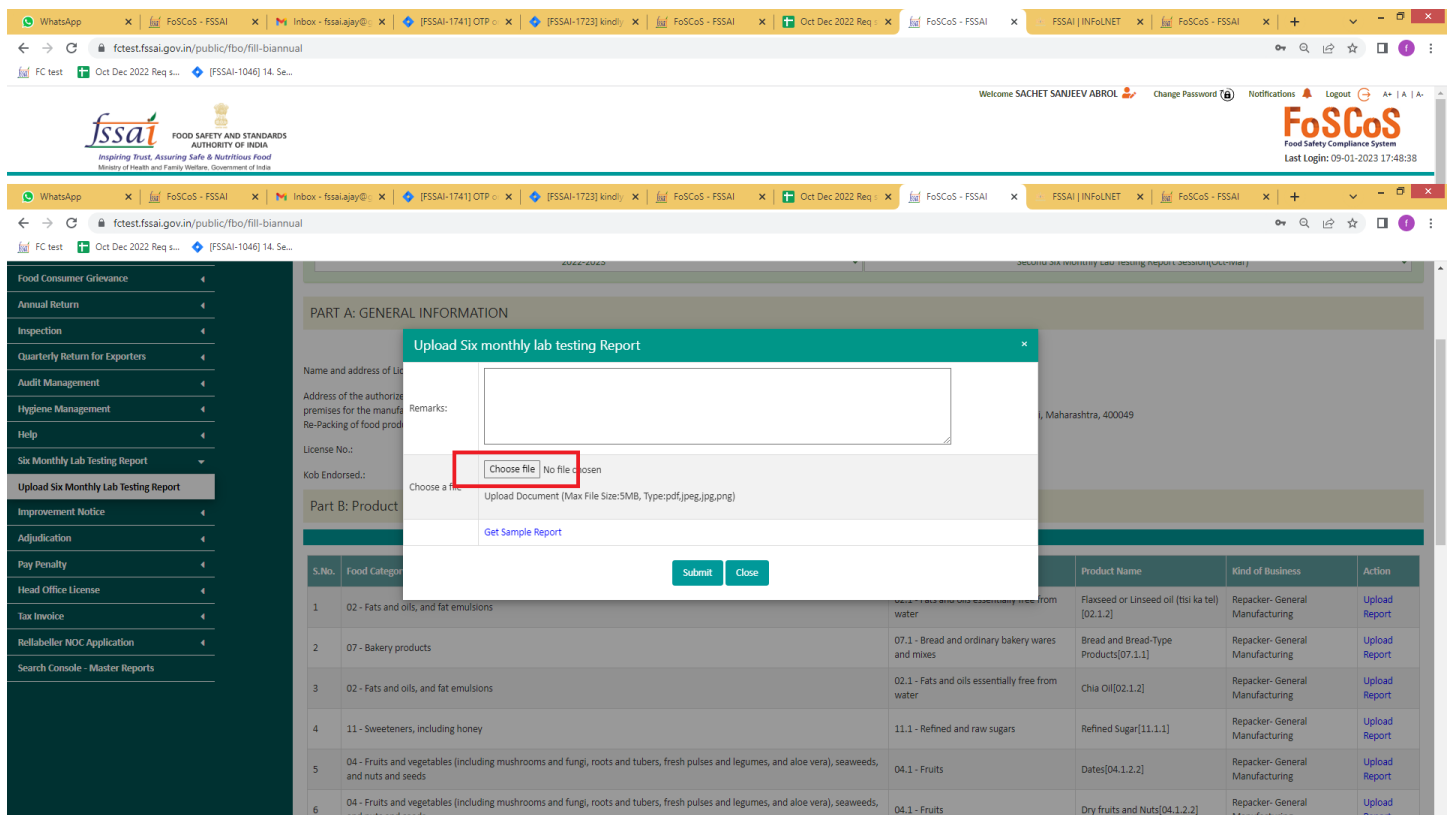 WhatsApp
FoSCoS - FSSAI
Inbox - fssai.ajay@g
[FSSAI-1741] OTP o
[FSSAI-1723] kindly
FoSCoS - FSSAI
Oct Dec 2022 Req s
FoSCoS - FSSAI
FSSAI | INFoLNET
FoSCoS - FSSAI
fctest.fssai.gov.in/public/fbo/fill-biannual
FC test
Oct Dec 2022 Req s...
[FSSAI-1046] 14. Se...
Welcome SACHET SANJEEV ABROL
Change Password
Notifications
Logout
A+ | A | A-
fssai
FOOD SAFETY AND STANDARDS
AUTHORITY OF INDIA
Inspiring Trust, Assuring Safe & Nutritious Food
Ministry of Health and Family Welfare, Government of India
FoSCoS
Food Safety Compliance System
Last Login: 09-01-2023 17:48:38
WhatsApp
FoSCoS - FSSAI
Inbox - fssai.ajay@g
[FSSAI-1741] OTP o
[FSSAI-1723] kindly
FoSCoS - FSSAI
Oct Dec 2022 Req s
FoSCoS - FSSAI
FSSAI | INFoLNET
FoSCoS - FSSAI
fctest.fssai.gov.in/public/fbo/fill-biannual
FC test
Oct Dec 2022 Req s...
[FSSAI-1046] 14. Se...
Food Consumer Grievance
Annual Return
Inspection
Quarterly Return for Exporters
Audit Management
Hygiene Management
Help
Six Monthly Lab Testing Report
Upload Six Monthly Lab Testing Report
Improvement Notice
Adjudication
Pay Penalty
Head Office License
Tax Invoice
Rellabeller NOC Application
Search Console - Master Reports
2022-2023
Second Six Monthly Lab Testing Report Session(Oct-Mar)
PART A: GENERAL INFORMATION
Name and address of Lic
Address of the authorize
premises for the manufa
Re-Packing of food produ
i, Maharashtra, 400049
License No.:
Kob Endorsed.:
Part B: Product
Upload Six monthly lab testing Report
×
Remarks:
Choose a file
Choose file
No file chosen
Upload Document (Max File Size:5MB, Type:pdf,jpeg,jpg,png)
Get Sample Report
Submit
Close
S.No.
Food Categor
Product Name
Kind of Business
Action
1
02 - Fats and oils, and fat emulsions
02.1 - Fats and oils essentially free from
water
Flaxseed or Linseed oil (tisi ka tel)
[02.1.2]
Repacker- General
Manufacturing
Upload
Report
2
07 - Bakery products
07.1 - Bread and ordinary bakery wares
and mixes
Bread and Bread-Type
Products[07.1.1]
Repacker- General
Manufacturing
Upload
Report
3
02 - Fats and oils, and fat emulsions
02.1 - Fats and oils essentially free from
water
Chia Oil[02.1.2]
Repacker- General
Manufacturing
Upload
Report
4
11 - Sweeteners, including honey
11.1 - Refined and raw sugars
Refined Sugar[11.1.1]
Repacker- General
Manufacturing
Upload
Report
5
04 - Fruits and vegetables (including mushrooms and fungi, roots and tubers, fresh pulses and legumes, and aloe vera), seaweeds,
and nuts and seeds
04.1 - Fruits
Dates[04.1.2.2]
Repacker- General
Manufacturing
Upload
Report
6
04 - Fruits and vegetables (including mushrooms and fungi, roots and tubers, fresh pulses and legumes, and aloe vera), seaweeds,
04.1 - Fruits
Dry fruits and Nuts[04.1.2.2]
Repacker- General
Upload